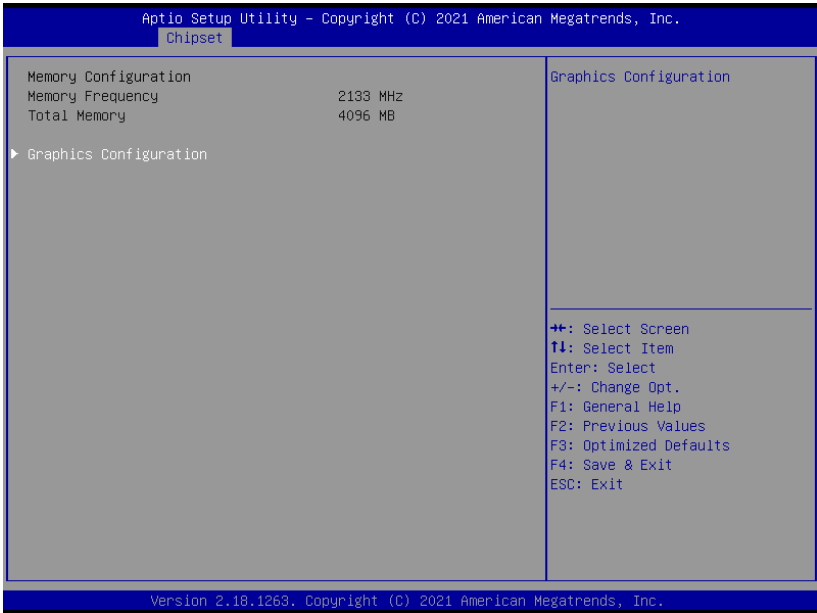 Aptio Setup Utility – Copyright (C) 2021 American Megatrends, Inc.
Chipset
Memory Configuration
Memory Frequency 2133 MHz
Total Memory 4096 MB
▶ Graphics Configuration
Graphics Configuration
→←: Select Screen
↑↓: Select Item
Enter: Select
+/-: Change Opt.
F1: General Help
F2: Previous Values
F3: Optimized Defaults
F4: Save & Exit
ESC: Exit
Version 2.18.1263. Copyright (C) 2021 American Megatrends, Inc.